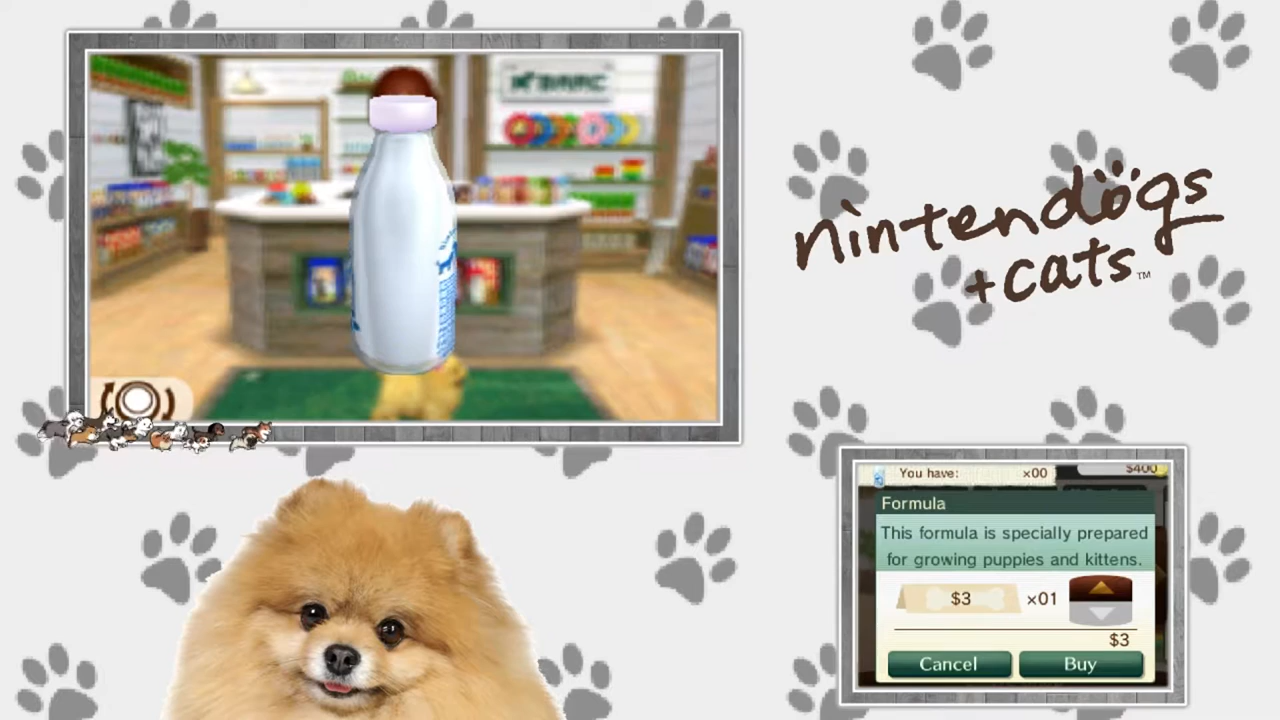 BARC
nintendogs
+cats™
You have: ×00
$400
Formula
This formula is specially prepared
for growing puppies and kittens.
$3 ×01
$3
Cancel Buy